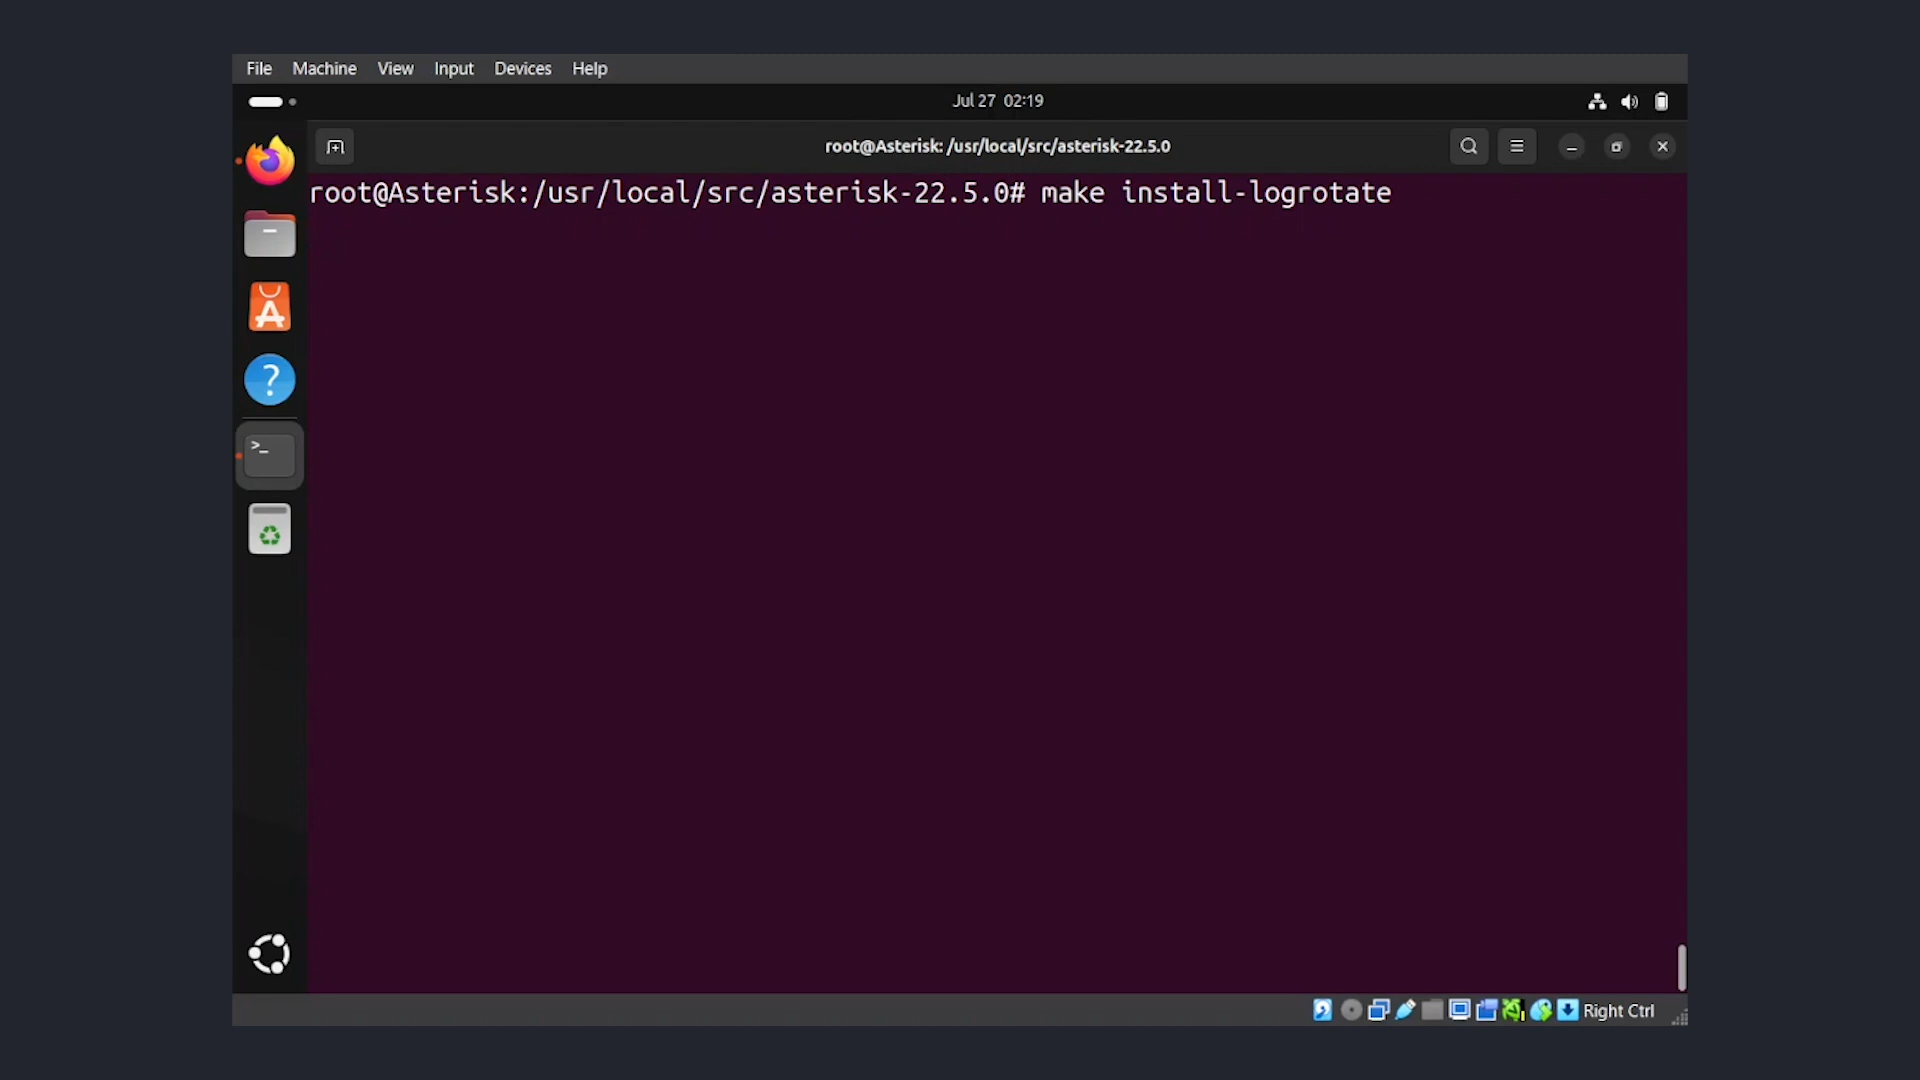 File Machine View Input Devices Help
Jul 27 02:19
root@Asterisk: /usr/local/src/asterisk-22.5.0
root@Asterisk:/usr/local/src/asterisk-22.5.0# make install-logrotate
Right Ctrl